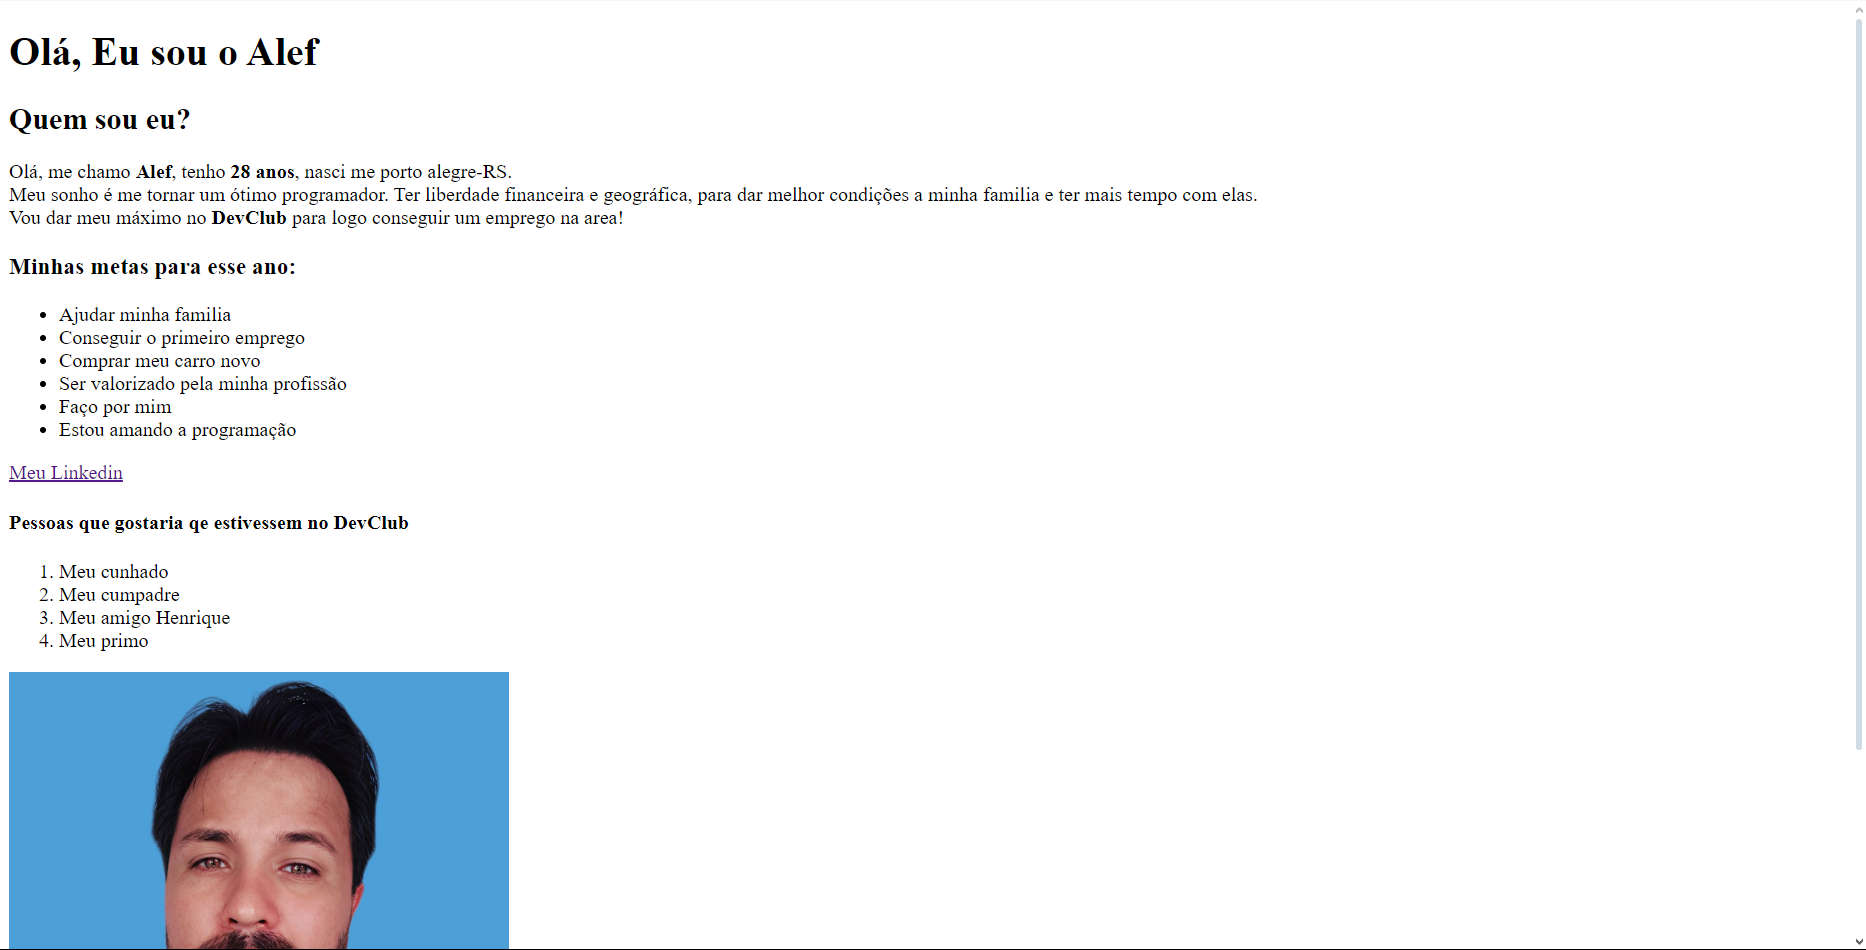 Olá, Eu sou o Alef
Quem sou eu?
Olá, me chamo Alef, tenho 28 anos, nasci me porto alegre-RS.
Meu sonho é me tornar um ótimo programador. Ter liberdade financeira e geográfica, para dar melhor condições a minha familia e ter mais tempo com elas.
Vou dar meu máximo no DevClub para logo conseguir um emprego na area!
Minhas metas para esse ano:
• Ajudar minha familia
• Conseguir o primeiro emprego
• Comprar meu carro novo
• Ser valorizado pela minha profissão
• Faço por mim
• Estou amando a programação
Meu Linkedin
Pessoas que gostaria qe estivessem no DevClub
1. Meu cunhado
2. Meu cumpadre
3. Meu amigo Henrique
4. Meu primo